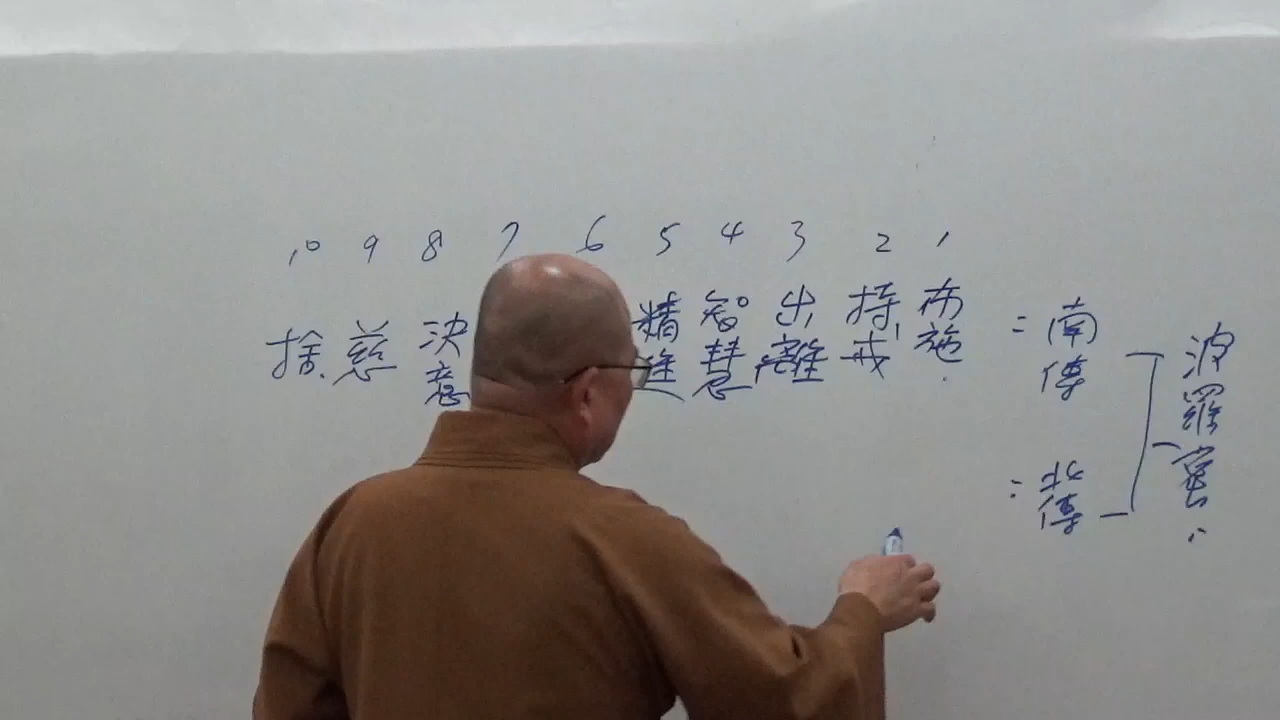 波羅蜜:
南傳:
1 布施
2 持戒
3 出離
4 智慧
5 精進
6
7
8 決意
9 慈
10 捨
北傳: